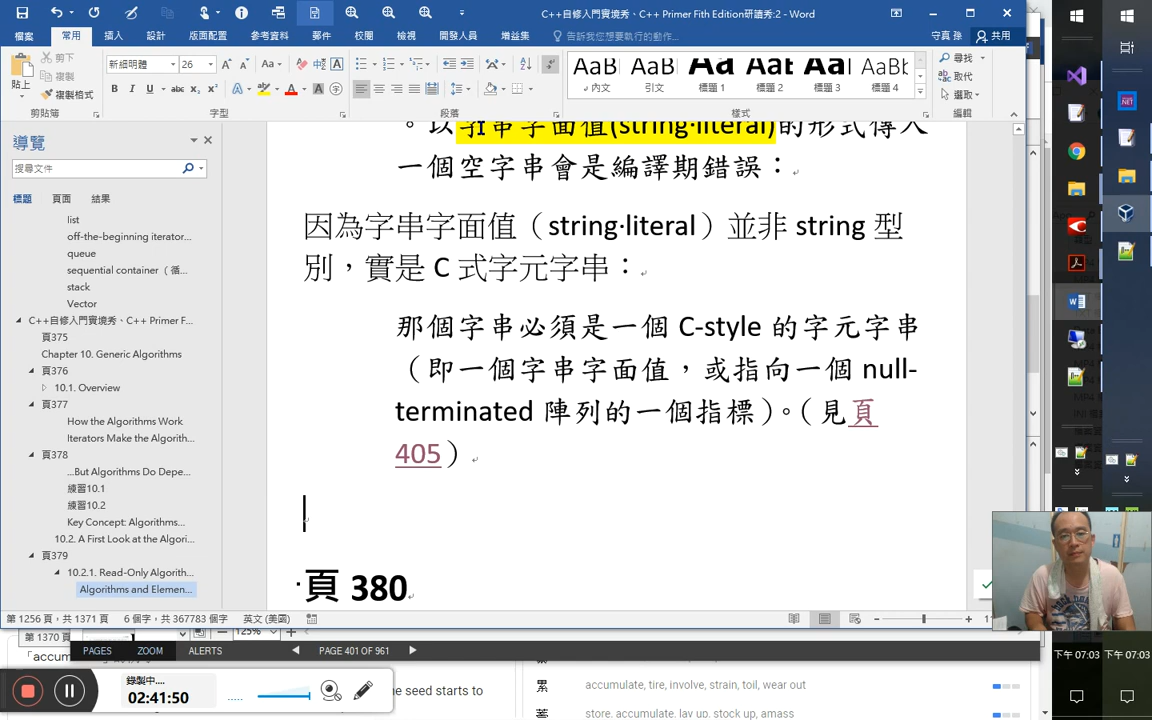 C++自修入門實境秀、C++ Primer Fith Edition研讀秀:2 - Word
檔案 常用 插入 設計 版面配置 參考資料 郵件 校閱 檢視 開發人員 增益集 告訴我您想要執行的動作... 守真 孫 共用
貼上 剪下 複製 複製格式
新細明體 26
AaB AaB AaB AaB AaB AaBb
內文 引文 標題 1 標題 2 標題 3 標題 4
尋找 取代 選取
剪貼簿 字型 段落 樣式 編輯
導覽
搜尋文件
標題 頁面 結果
list
off-the-beginning iterator...
queue
sequential container（循...
stack
Vector
C++自修入門實境秀、C++ Primer F...
頁375
Chapter 10. Generic Algorithms
頁376
10.1. Overview
頁377
How the Algorithms Work
Iterators Make the Algorith...
頁378
...But Algorithms Do Depe...
練習10.1
練習10.2
Key Concept: Algorithms...
10.2. A First Look at the Algori...
頁379
10.2.1. Read-Only Algorith...
Algorithms and Elemen...
。以字串字面值(string·literal)的形式傳入
一個空字串會是編譯期錯誤：
因為字串字面值（string·literal）並非 string 型
別，實是 C 式字元字串：
那個字串必須是一個 C-style 的字元字串
（即一個字串字面值，或指向一個 null-
terminated 陣列的一個指標）。（見頁
405）
頁 380
第 1256 頁，共 1371 頁 6 個字，共 367783 個字 英文 (美國)
第 1370 頁 125%
PAGES ZOOM ALERTS PAGE 401 OF 961
「accum
錄製中....
02:41:50
e seed starts to
累 accumulate, tire, involve, strain, toil, wear out
蓄 store, accumulate, lay up, stock up, amass
下午 07:03 下午 07:03